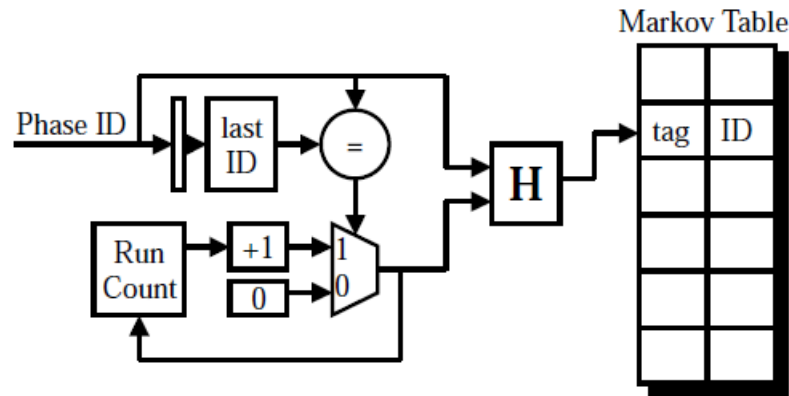 Markov Table
Phase ID
last
ID
=
tag
ID
H
Run
Count
+1
0
1
0